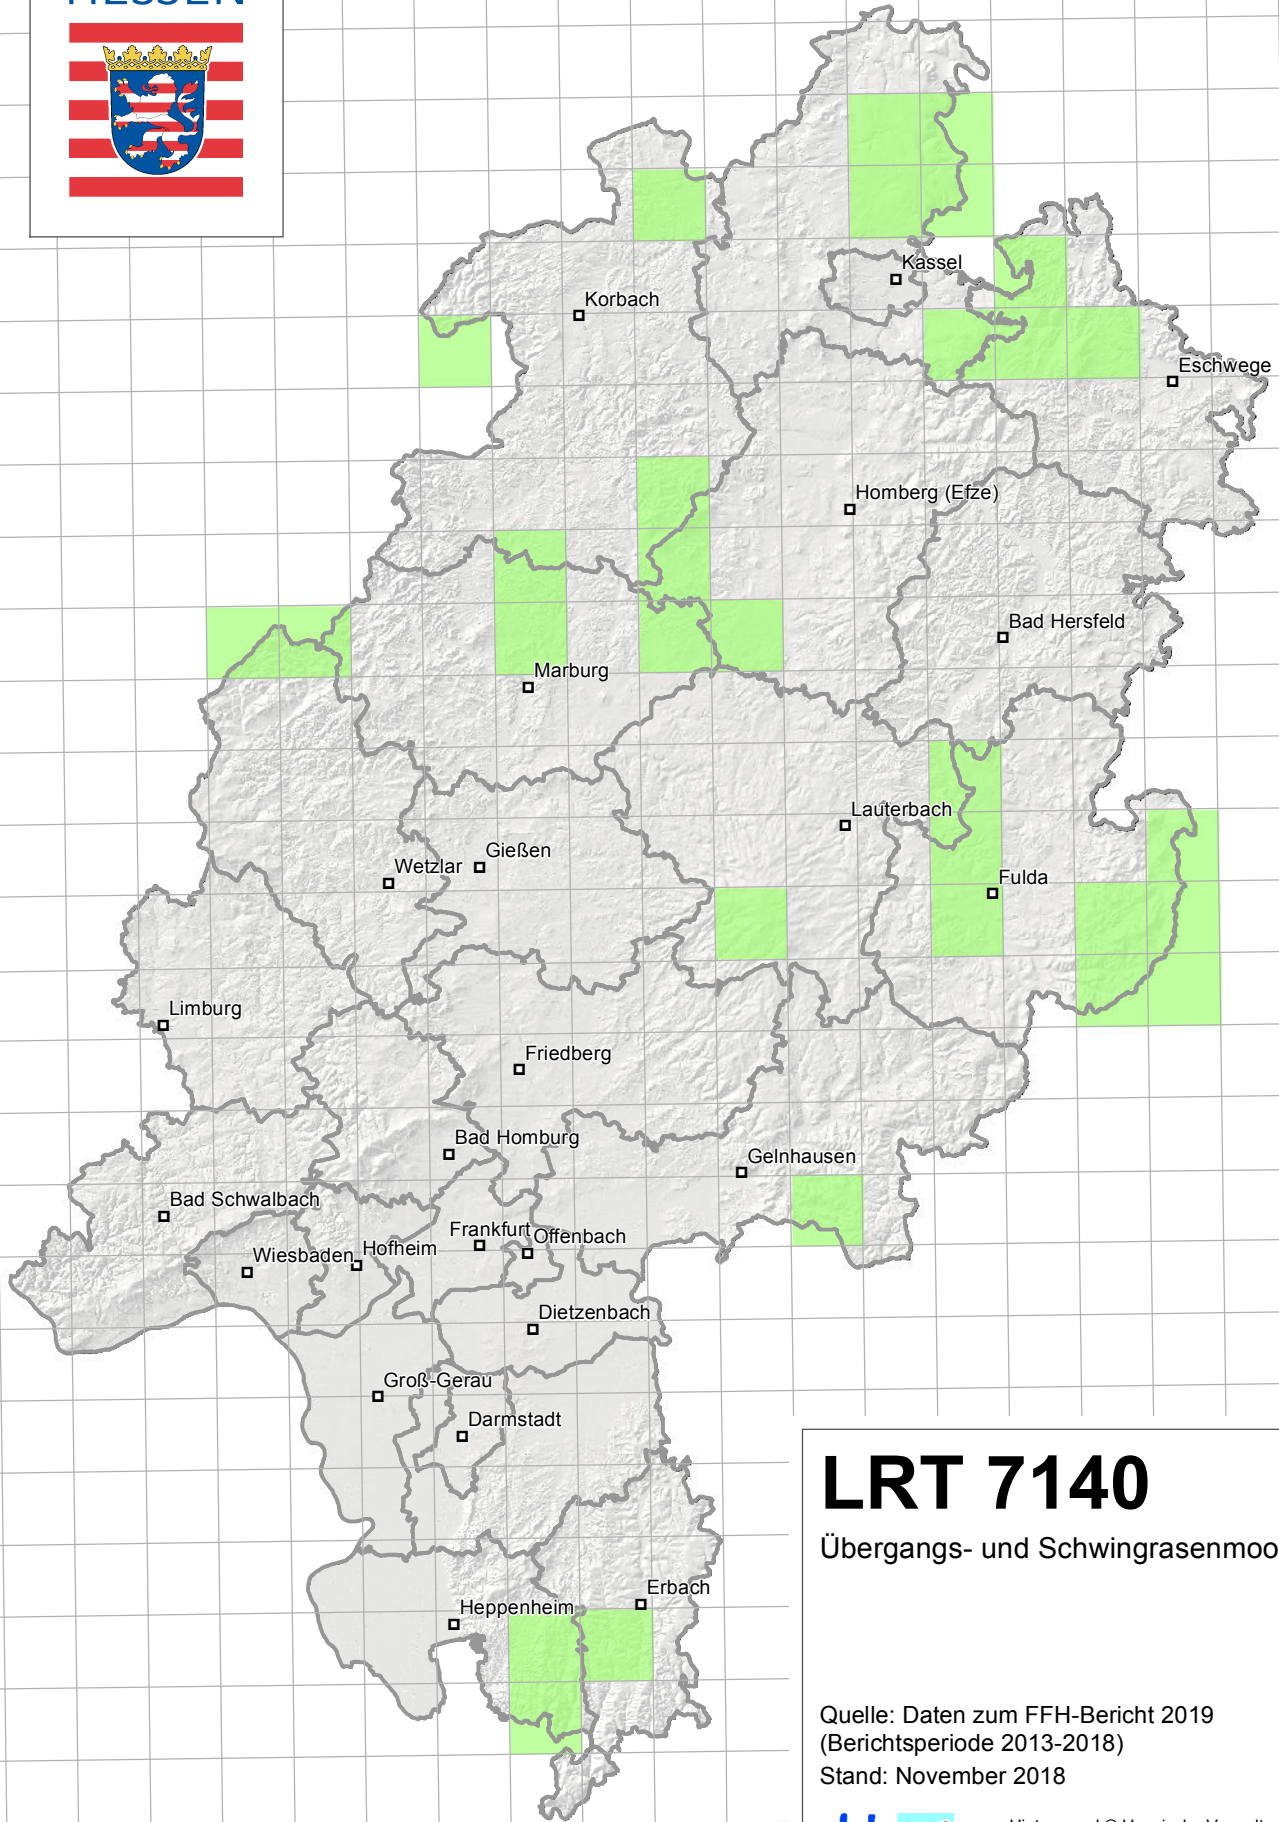 Kassel
Korbach
Eschwege
Homberg (Efze)
Bad Hersfeld
Marburg
Lauterbach
Gießen
Wetzlar
Fulda
Limburg
Friedberg
Bad Homburg
Gelnhausen
Bad Schwalbach
Frankfurt
Offenbach
Hofheim
Wiesbaden
Dietzenbach
Groß-Gerau
Darmstadt
Erbach
Heppenheim
LRT 7140
Übergangs- und Schwingrasenmoo
Quelle: Daten zum FFH-Bericht 2019
(Berichtsperiode 2013-2018)
Stand: November 2018